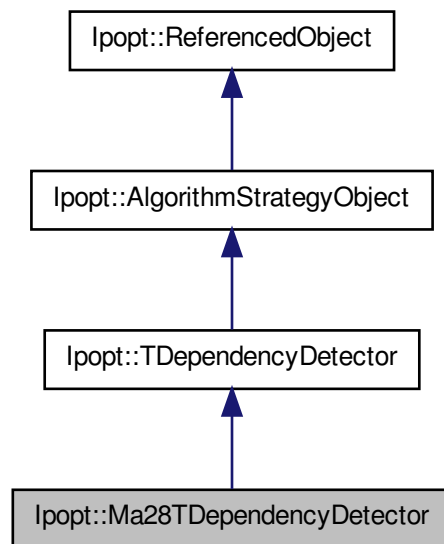 Ipopt::ReferencedObject
Ipopt::AlgorithmStrategyObject
Ipopt::TDependencyDetector
Ipopt::Ma28TDependencyDetector